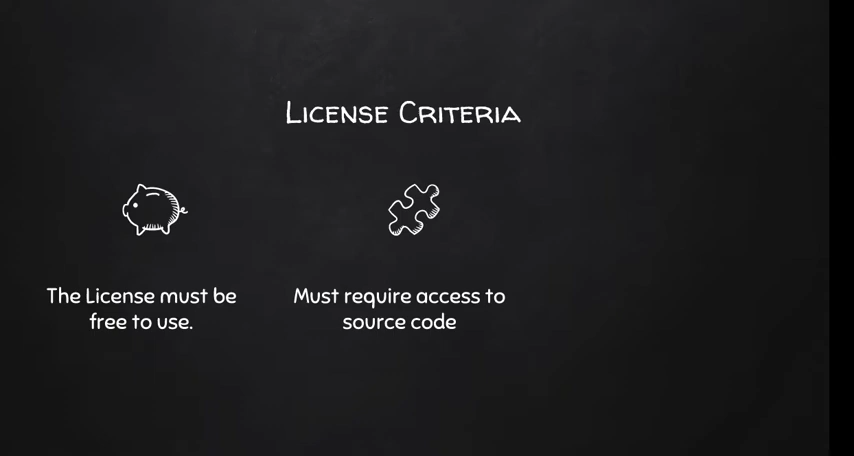 License Criteria
The License must be
free to use.
Must require access to
source code